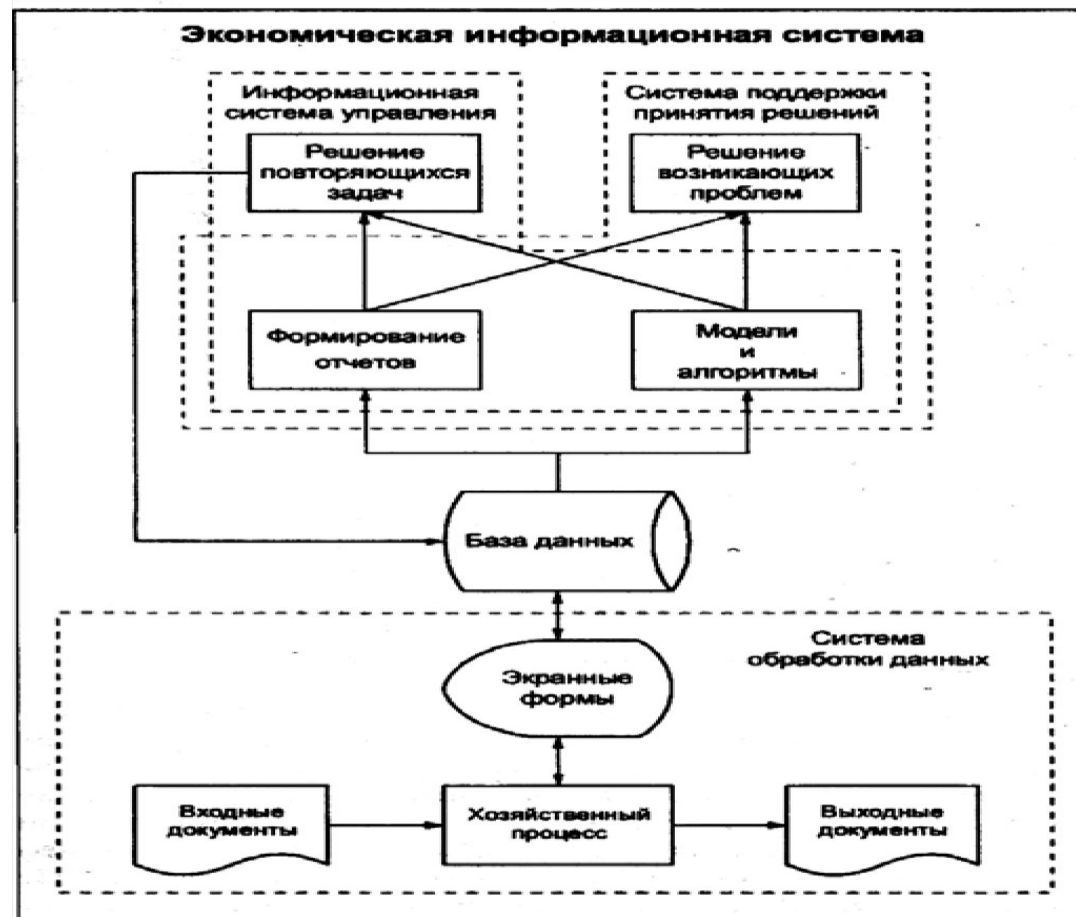 Экономическая информационная система
Информационная
система управления
Система поддержки
принятия решений
Решение
повторяющихся
задач
Решение
возникающих
проблем
Формирование
отчетов
Модели
и
алгоритмы
База данных
Система
обработки данных
Экранные
формы
Входные
документы
Хозяйственный
процесс
Выходные
документы